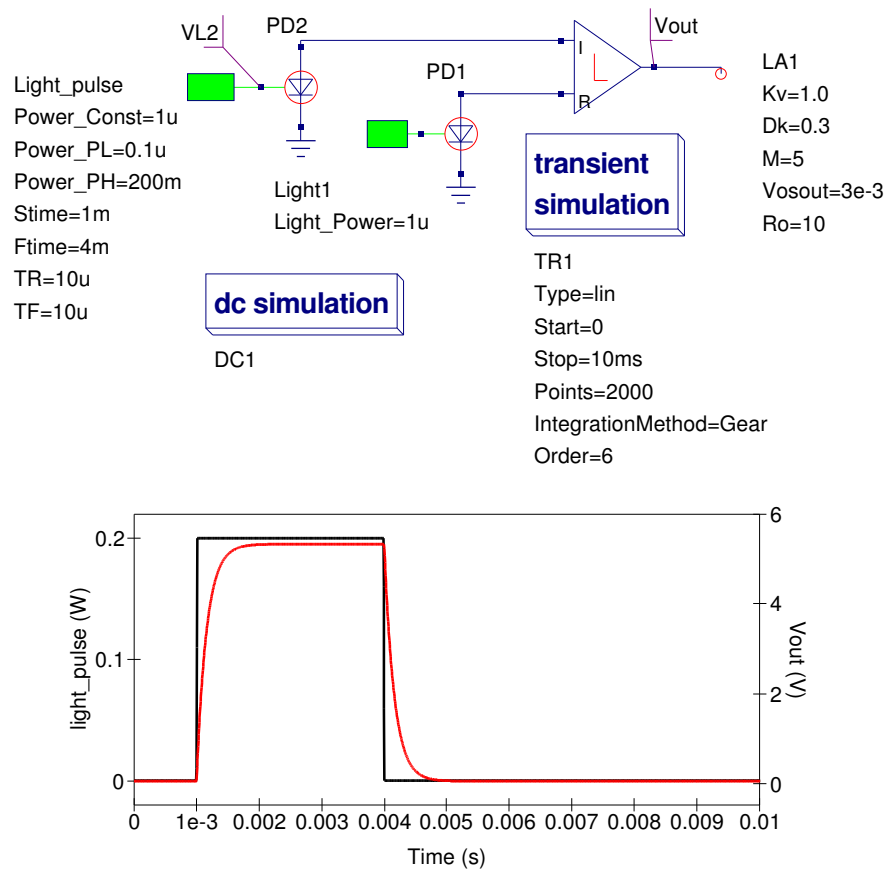 VL2
PD2
Vout
I
L
R
PD1
Light_pulse
Power_Const=1u
Power_PL=0.1u
Power_PH=200m
Stime=1m
Ftime=4m
TR=10u
TF=10u
Light1
Light_Power=1u
LA1
Kv=1.0
Dk=0.3
M=5
Vosout=3e-3
Ro=10
transient
simulation
TR1
Type=lin
Start=0
Stop=10ms
Points=2000
IntegrationMethod=Gear
Order=6
dc simulation
DC1
light_pulse (W)
0.2
0.1
0
6
4
2
0
Vout (V)
0 1e-3 0.002 0.003 0.004 0.005 0.006 0.007 0.008 0.009 0.01
Time (s)